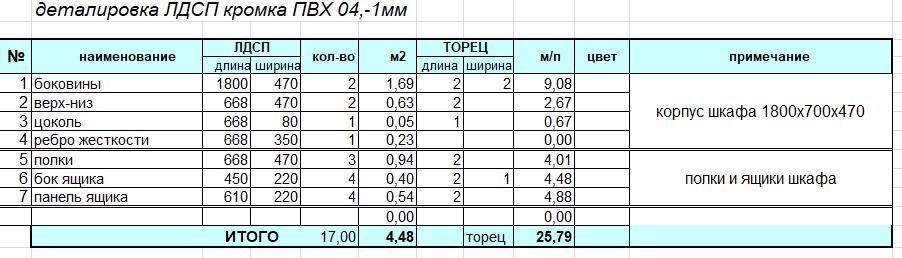 деталировка ЛДСП кромка ПВХ 04,-1мм
№ наименование ЛДСП кол-во м2 ТОРЕЦ м/п цвет примечание
длина ширина длина ширина
1 боковины 1800 470 2 1,69 2 2 9,08
2 верх-низ 668 470 2 0,63 2 2,67
корпус шкафа 1800х700х470
3 цоколь 668 80 1 0,05 1 0,67
4 ребро жесткости 668 350 1 0,23 0,00
5 полки 668 470 3 0,94 2 4,01
6 бок ящика 450 220 4 0,40 2 1 4,48 полки и ящики шкафа
7 панель ящика 610 220 4 0,54 2 4,88
0,00 0,00
ИТОГО 17,00 4,48 торец 25,79